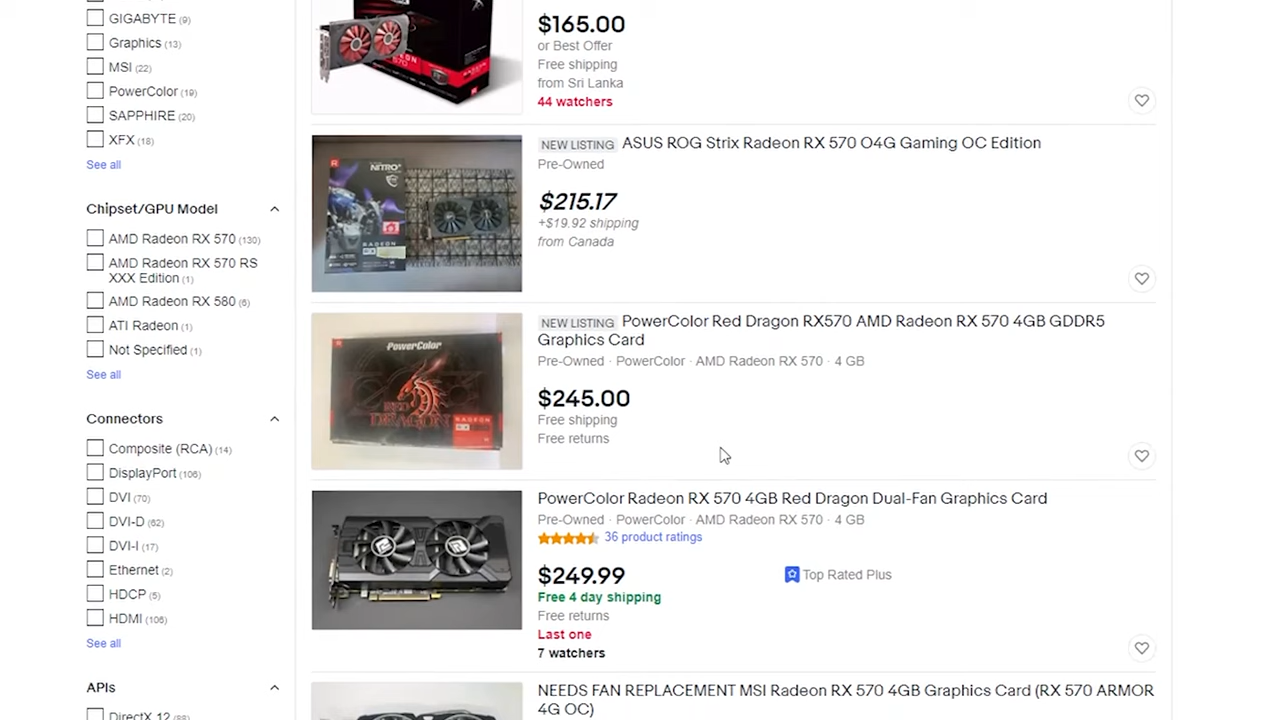 GIGABYTE (9)
Graphics (13)
MSI (22)
PowerColor (19)
SAPPHIRE (20)
XFX (18)
See all
Chipset/GPU Model
AMD Radeon RX 570 (130)
AMD Radeon RX 570 RS
XXX Edition (1)
AMD Radeon RX 580 (6)
ATI Radeon (1)
Not Specified (1)
See all
Connectors
Composite (RCA) (14)
DisplayPort (106)
DVI (70)
DVI-D (62)
DVI-I (17)
Ethernet (2)
HDCP (5)
HDMI (106)
See all
APIs
DirectX 12 (88)
$165.00
or Best Offer
Free shipping
from Sri Lanka
44 watchers
NITRO+
RADEON
NEW LISTING ASUS ROG Strix Radeon RX 570 O4G Gaming OC Edition
Pre-Owned
$215.17
+$19.92 shipping
from Canada
PowerColor
RED
DRAGON
RADEON
NEW LISTING PowerColor Red Dragon RX570 AMD Radeon RX 570 4GB GDDR5
Graphics Card
Pre-Owned · PowerColor · AMD Radeon RX 570 · 4 GB
$245.00
Free shipping
Free returns
PowerColor Radeon RX 570 4GB Red Dragon Dual-Fan Graphics Card
Pre-Owned · PowerColor · AMD Radeon RX 570 · 4 GB
36 product ratings
$249.99
Top Rated Plus
Free 4 day shipping
Free returns
Last one
7 watchers
NEEDS FAN REPLACEMENT MSI Radeon RX 570 4GB Graphics Card (RX 570 ARMOR
4G OC)